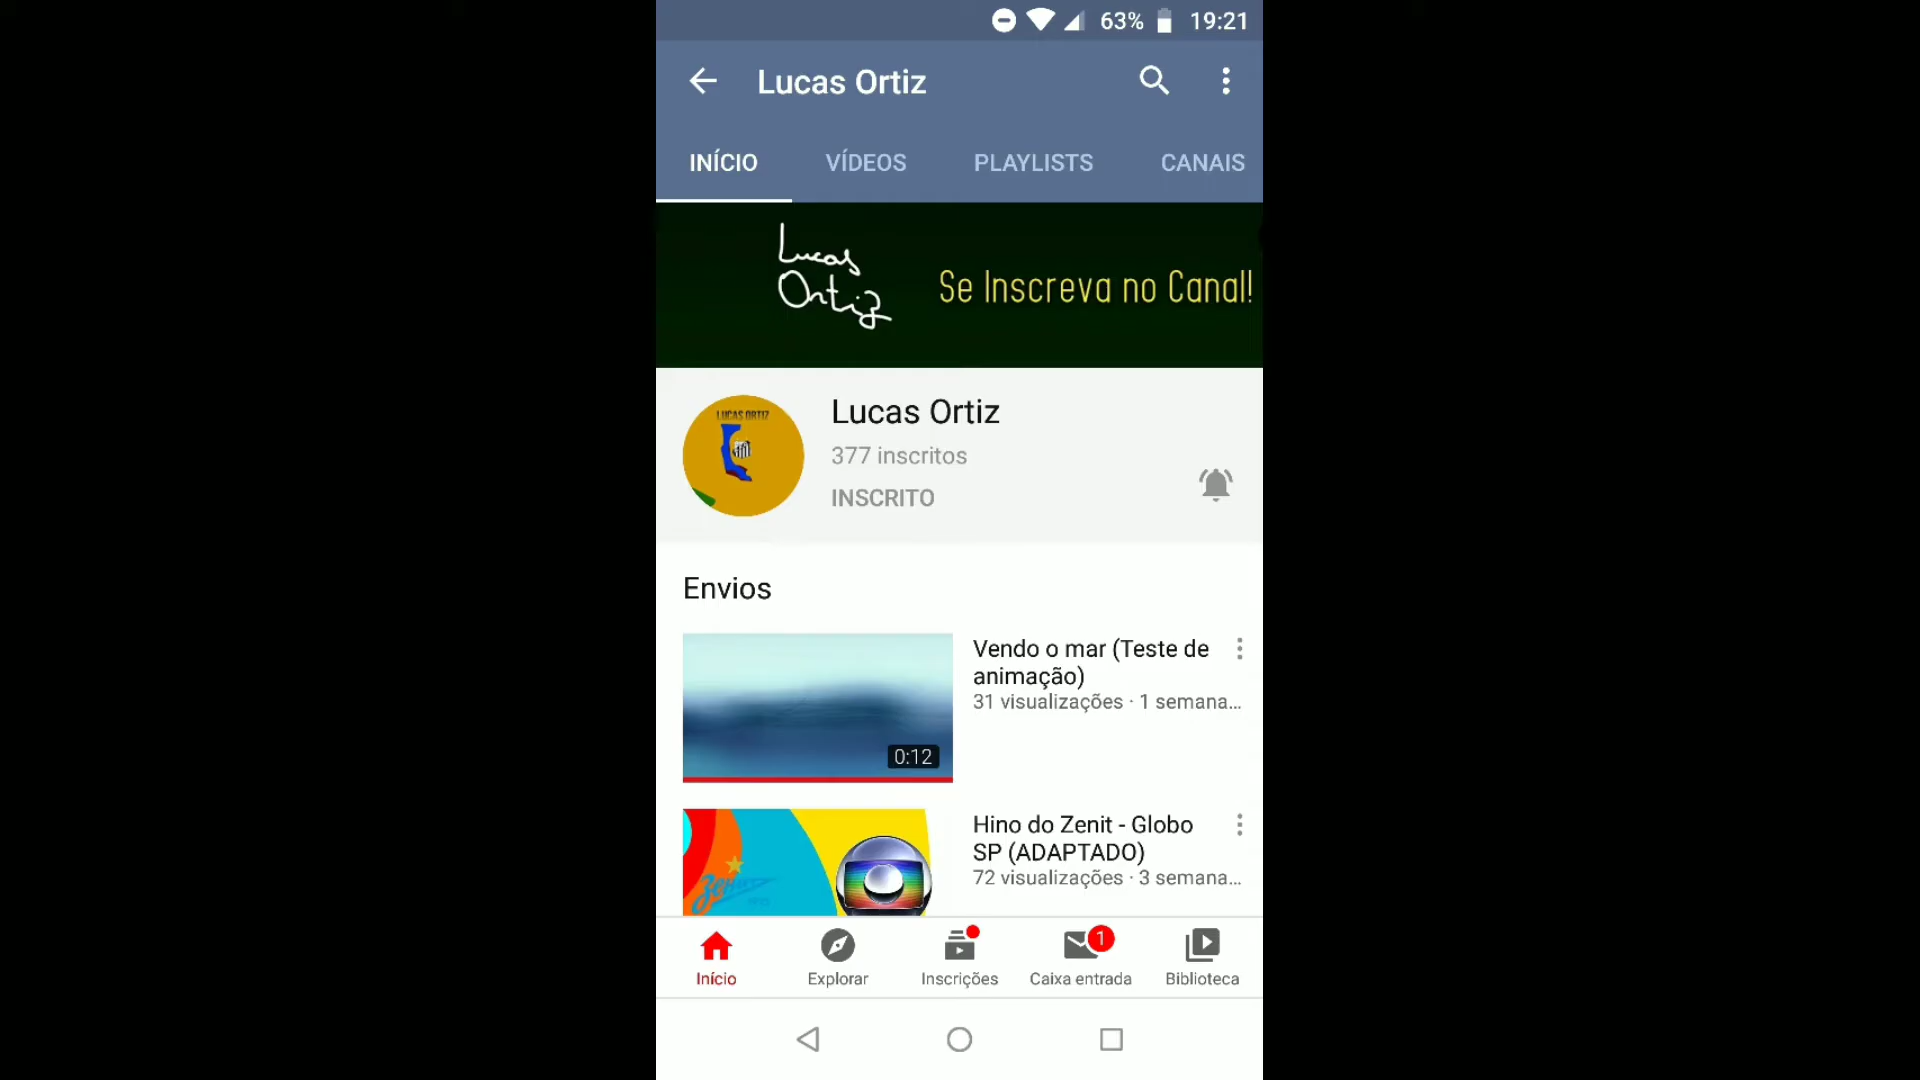 63% 19:21
Lucas Ortiz
INÍCIO VÍDEOS PLAYLISTS CANAIS
Lucas
Ortiz
Se Inscreva no Canal!
LUCAS ORTIZ
Lucas Ortiz
377 inscritos
INSCRITO
Envios
Vendo o mar (Teste de
animação)
31 visualizações · 1 semana...
0:12
Hino do Zenit - Globo
SP (ADAPTADO)
72 visualizações · 3 semana...
1
Início Explorar Inscrições Caixa entrada Biblioteca